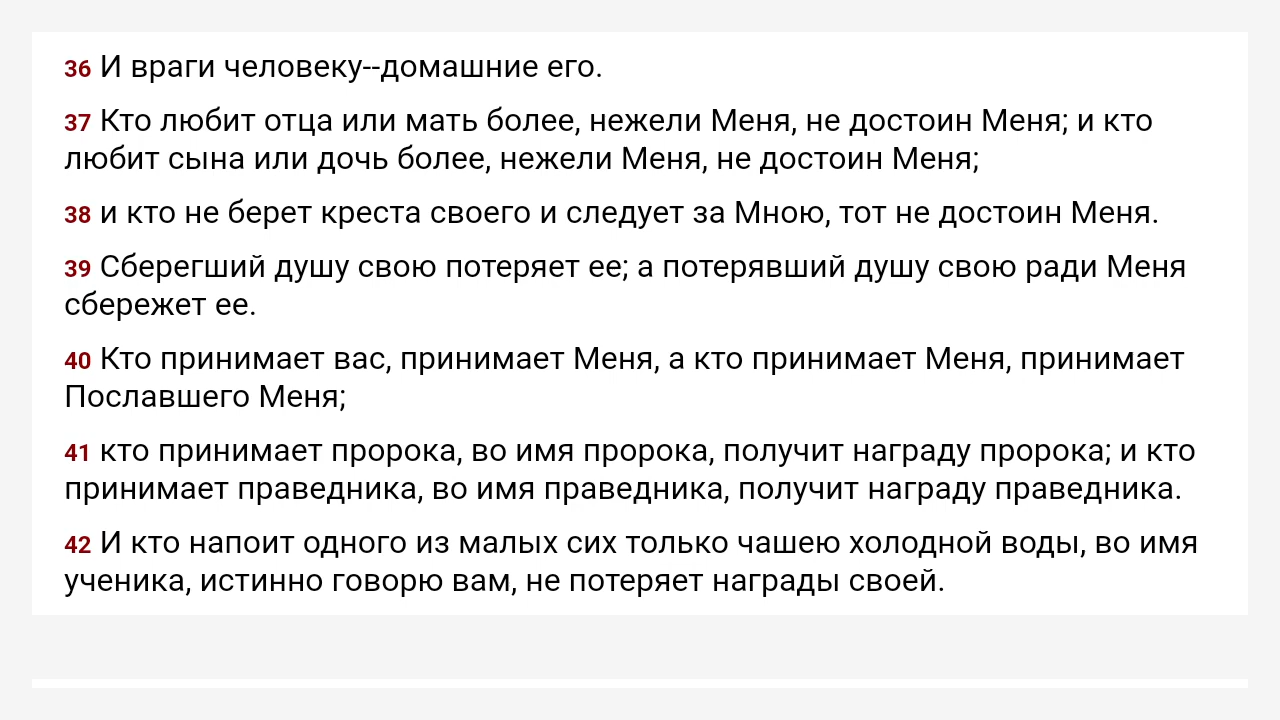 36 И враги человеку--домашние его.
37 Кто любит отца или мать более, нежели Меня, не достоин Меня; и кто
любит сына или дочь более, нежели Меня, не достоин Меня;
38 и кто не берет креста своего и следует за Мною, тот не достоин Меня.
39 Сберегший душу свою потеряет ее; а потерявший душу свою ради Меня
сбережет ее.
40 Кто принимает вас, принимает Меня, а кто принимает Меня, принимает
Пославшего Меня;
41 кто принимает пророка, во имя пророка, получит награду пророка; и кто
принимает праведника, во имя праведника, получит награду праведника.
42 И кто напоит одного из малых сих только чашею холодной воды, во имя
ученика, истинно говорю вам, не потеряет награды своей.